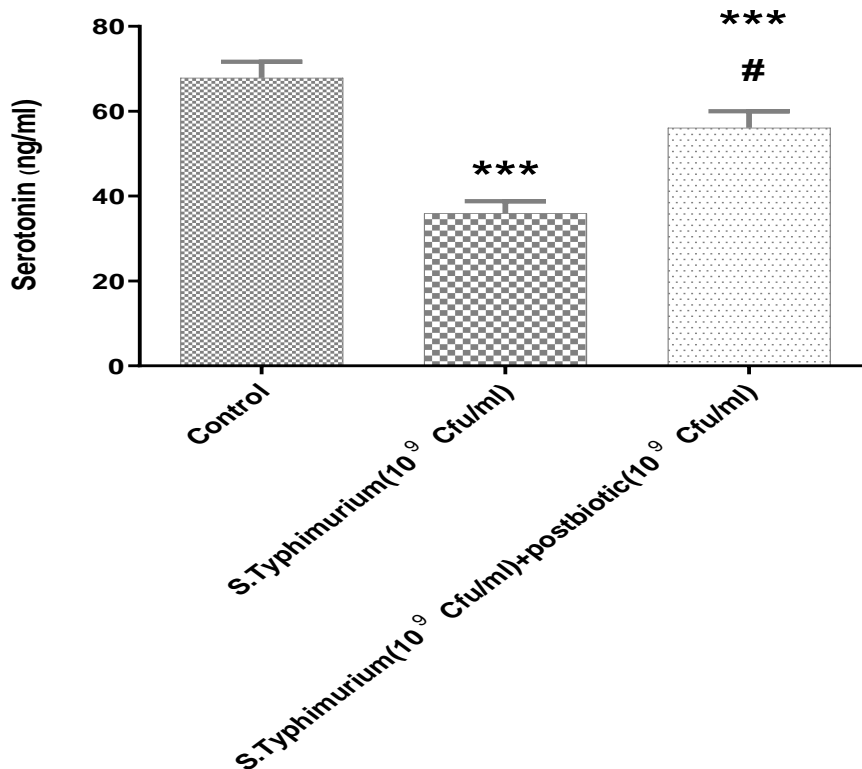 Serotonin (ng/ml)
80
60
40
20
0
***
***
#
Control
S.Typhimurium(10⁹ Cfu/ml)
S.Typhimurium(10⁹ Cfu/ml)+postbiotic(10⁹ Cfu/ml)